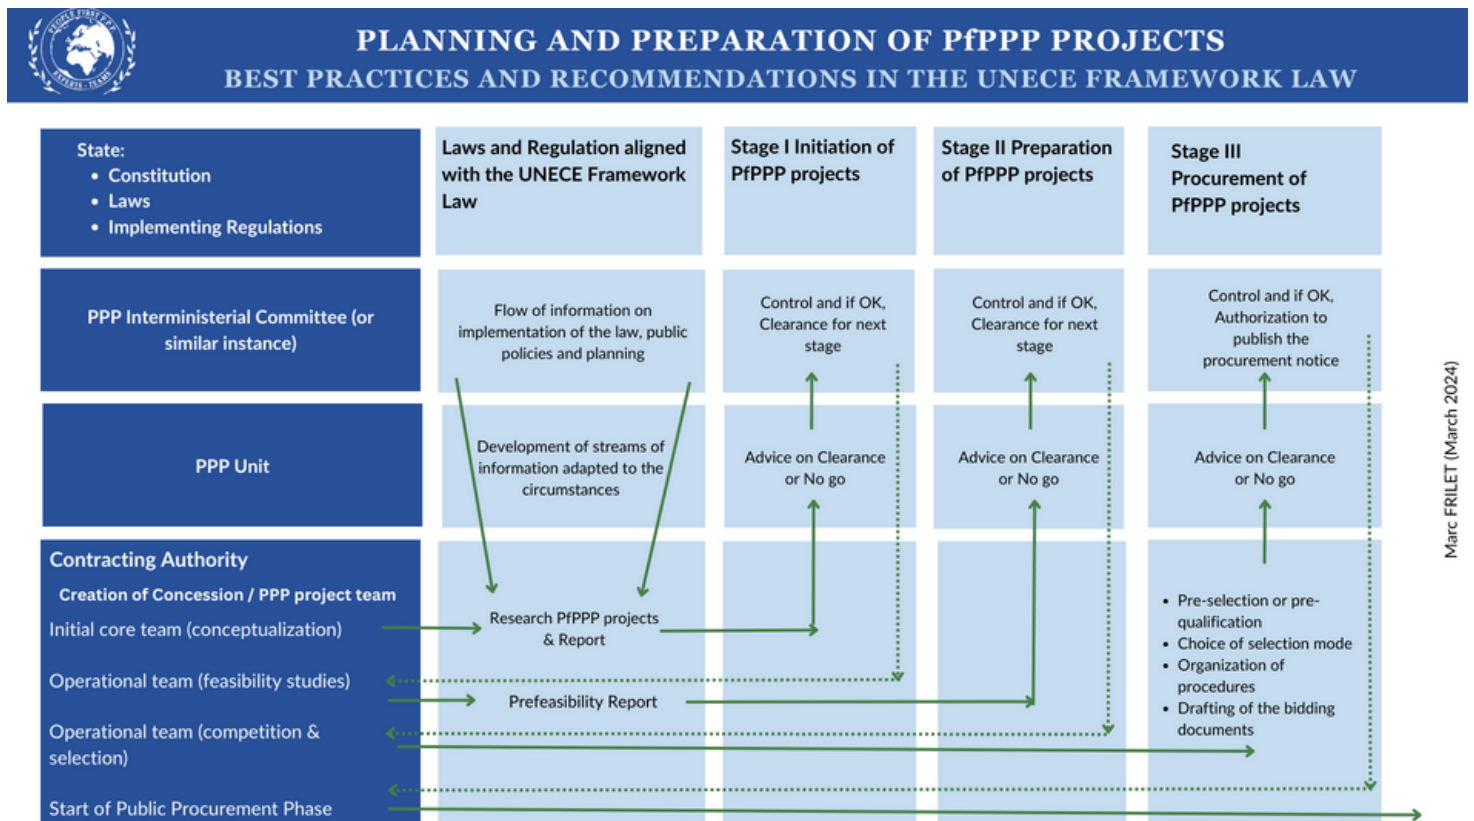 PEOPLE FIRST P.P.P
EXPERTS - TEAMS
PLANNING AND PREPARATION OF PfPPP PROJECTS
BEST PRACTICES AND RECOMMENDATIONS IN THE UNECE FRAMEWORK LAW
State:
• Constitution
• Laws
• Implementing Regulations
Laws and Regulation aligned
with the UNECE Framework
Law
Stage I Initiation of
PfPPP projects
Stage II Preparation
of PfPPP projects
Stage III
Procurement of
PfPPP projects
PPP Interministerial Committee (or
similar instance)
Flow of information on
implementation of the law, public
policies and planning
Control and if OK,
Clearance for next
stage
Control and if OK,
Clearance for next
stage
Control and if OK,
Authorization to
publish the
procurement notice
PPP Unit
Development of streams of
information adapted to the
circumstances
Advice on Clearance
or No go
Advice on Clearance
or No go
Advice on Clearance
or No go
Contracting Authority
Creation of Concession / PPP project team
Initial core team (conceptualization)
Operational team (feasibility studies)
Operational team (competition &
selection)
Start of Public Procurement Phase
Research PfPPP projects
& Report
Prefeasibility Report
• Pre-selection or pre-
qualification
• Choice of selection mode
• Organization of
procedures
• Drafting of the bidding
documents
Marc FRILET (March 2024)